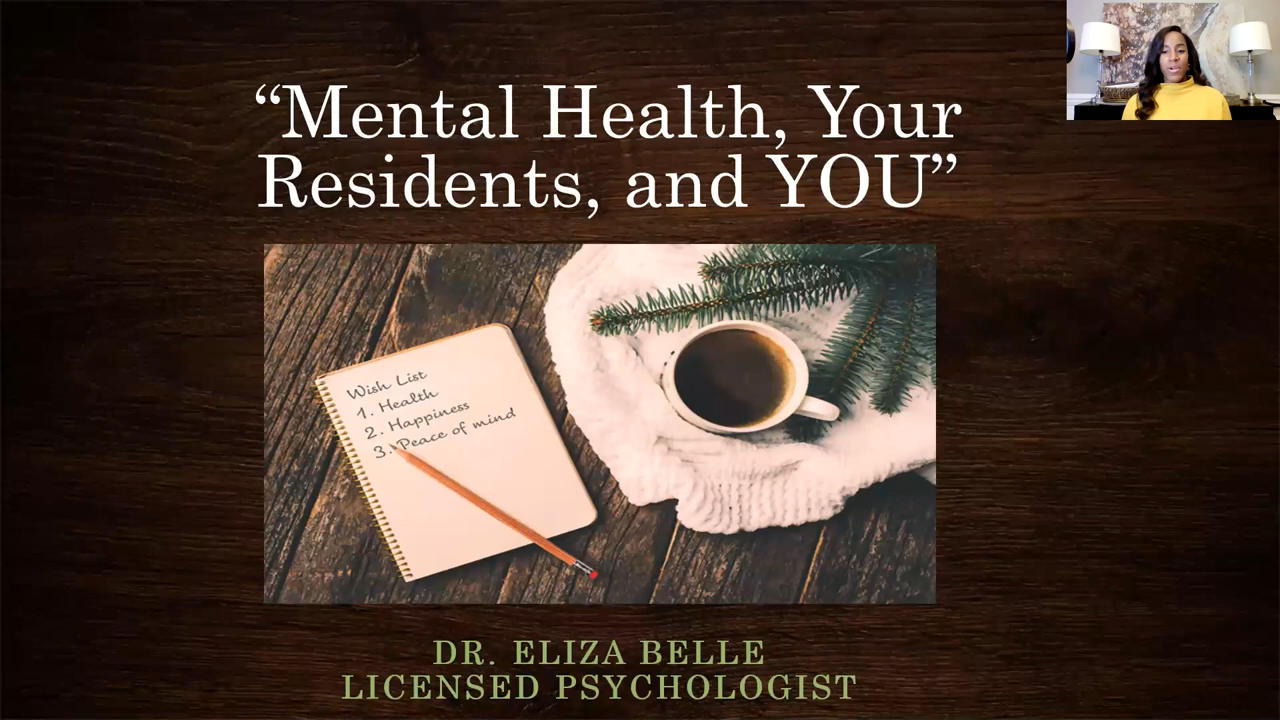 “Mental Health, Your
Residents, and YOU”
Wish List
1. Health
2. Happiness
3. Peace of mind
DR. ELIZA BELLE
LICENSED PSYCHOLOGIST